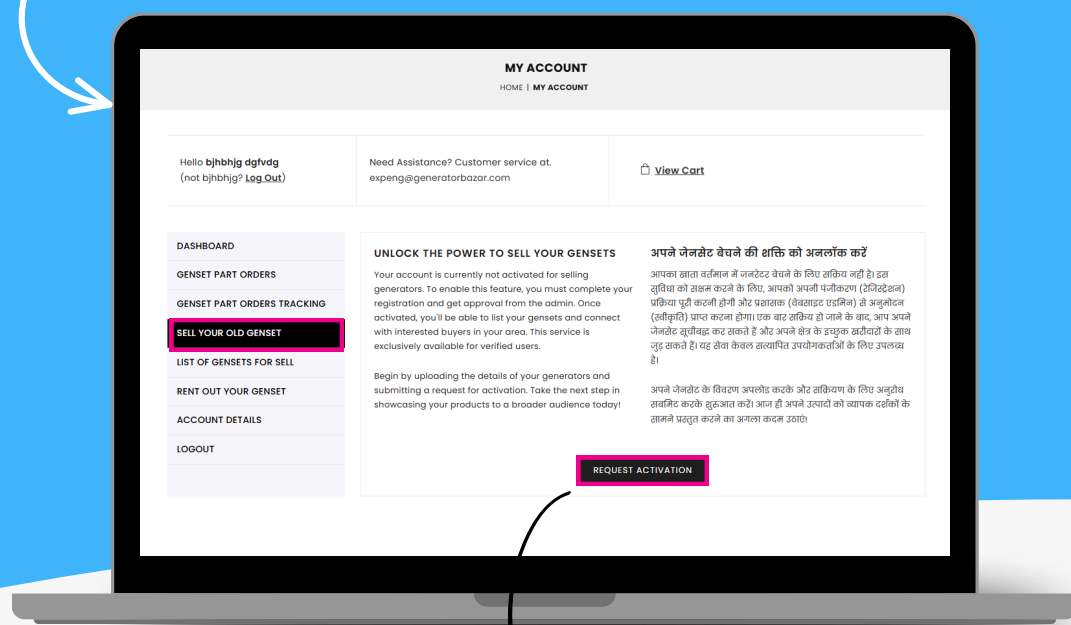 MY ACCOUNT
HOME | MY ACCOUNT
Hello bjhbhjg dgfvdg
(not bjhbhjg? Log Out)
Need Assistance? Customer service at.
expeng@generatorbazar.com
View Cart
DASHBOARD
GENSET PART ORDERS
GENSET PART ORDERS TRACKING
SELL YOUR OLD GENSET
LIST OF GENSETS FOR SELL
RENT OUT YOUR GENSET
ACCOUNT DETAILS
LOGOUT
UNLOCK THE POWER TO SELL YOUR GENSETS
Your account is currently not activated for selling
generators. To enable this feature, you must complete your
registration and get approval from the admin. Once
activated, you'll be able to list your gensets and connect
with interested buyers in your area. This service is
exclusively available for verified users.
Begin by uploading the details of your generators and
submitting a request for activation. Take the next step in
showcasing your products to a broader audience today!
अपने जेनसेट बेचने की शक्ति को अनलॉक करें
आपका खाता वर्तमान में जनरेटर बेचने के लिए सक्रिय नहीं है। इस
सुविधा को सक्षम करने के लिए, आपको अपनी पंजीकरण (रेजिस्ट्रेशन)
प्रक्रिया पूरी करनी होगी और प्रशासक (वेबसाइट एडमिन) से अनुमोदन
(स्वीकृति) प्राप्त करना होगा। एक बार सक्रिय हो जाने के बाद, आप अपने
जेनसेट सूचीबद्ध कर सकते हैं और अपने क्षेत्र के इच्छुक खरीदारों के साथ
जुड़ सकते हैं। यह सेवा केवल सत्यापित उपयोगकर्ताओं के लिए उपलब्ध
है।
अपने जेनसेट के विवरण अपलोड करके और सक्रियण के लिए अनुरोध
सबमिट करके शुरुआत करें। आज ही अपने उत्पादों को व्यापक दर्शकों के
सामने प्रस्तुत करने का अगला कदम उठाएं!
REQUEST ACTIVATION